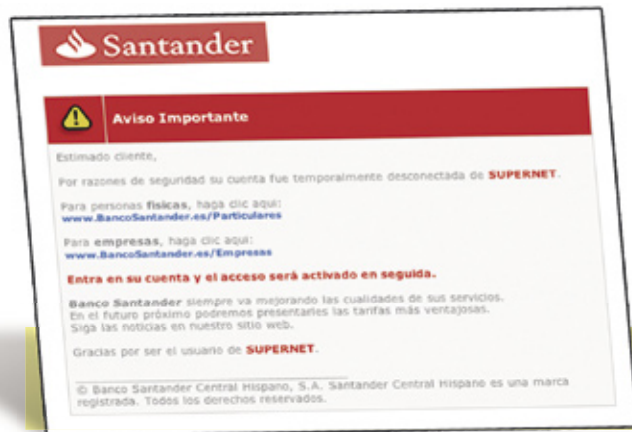 Santander
Aviso Importante
Estimado cliente,
Por razones de seguridad su cuenta fue temporalmente desconectada de SUPERNET.
Para personas fisicas, haga clic aqui:
www.BancoSantander.es/Particulares
Para empresas, haga clic aqui:
www.BancoSantander.es/Empresas
Entra en su cuenta y el acceso será activado en seguida.
Banco Santander siempre va mejorando las cualidades de sus servicios.
En el futuro próximo podremos presentarles las tarifas más ventajosas.
Siga las noticias en nuestro sitio web.
Gracias por ser el usuario de SUPERNET.
© Banco Santander Central Hispano, S.A. Santander Central Hispano es una marca
registrada. Todos los derechos reservados.